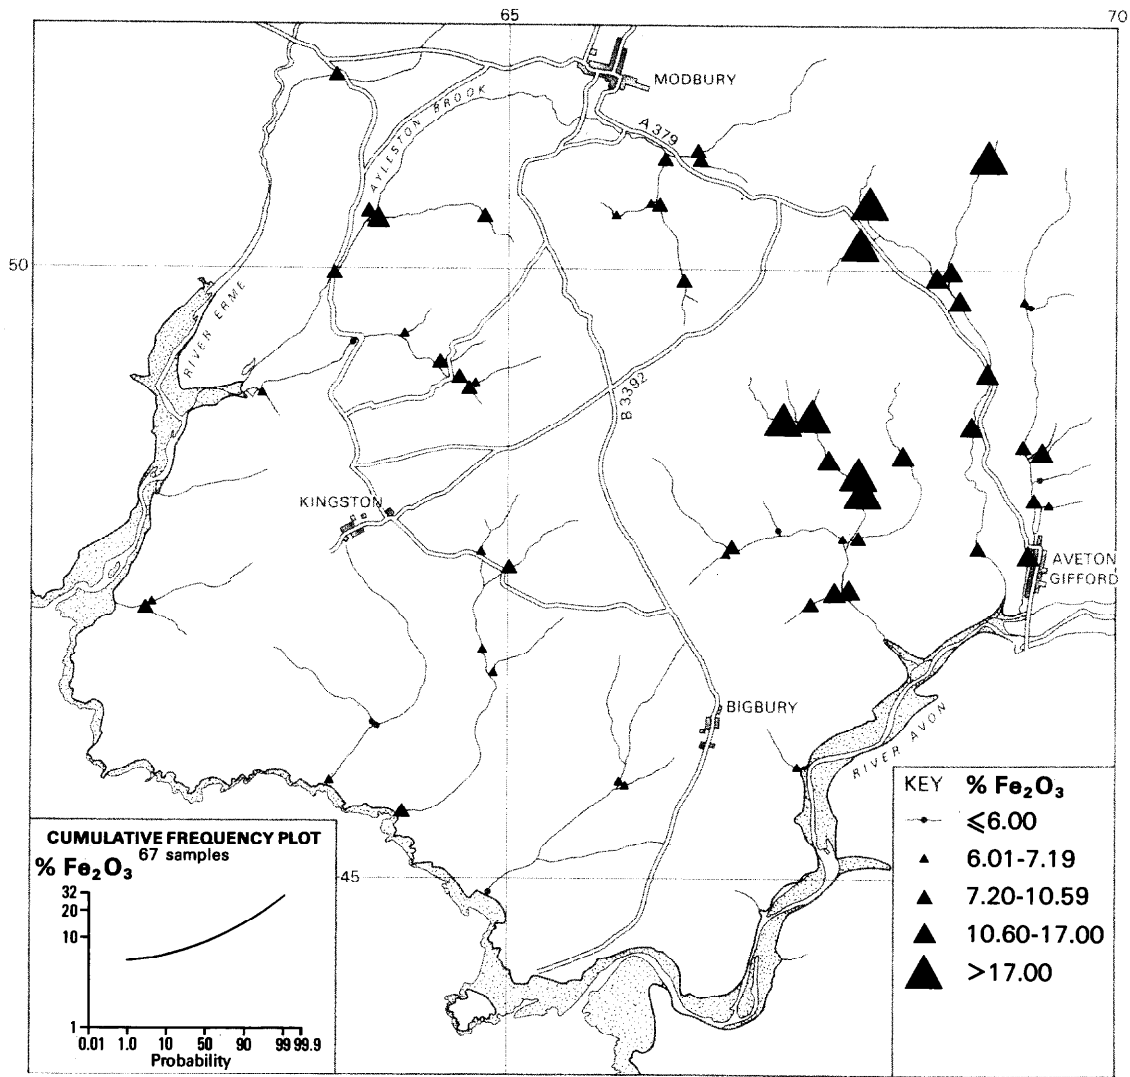 65
70
MODBURY
AYLESTON BROOK
A 379
50
RIVER ERME
B 3392
KINGSTON
AVETON
GIFFORD
BIGBURY
RIVER AVON
45
KEY % Fe₂O₃
⩽6.00
6.01-7.19
7.20-10.59
10.60-17.00
>17.00
CUMULATIVE FREQUENCY PLOT
67 samples
% Fe₂O₃
32
20
10
1
0.01 1.0 10 50 90 99 99.9
Probability